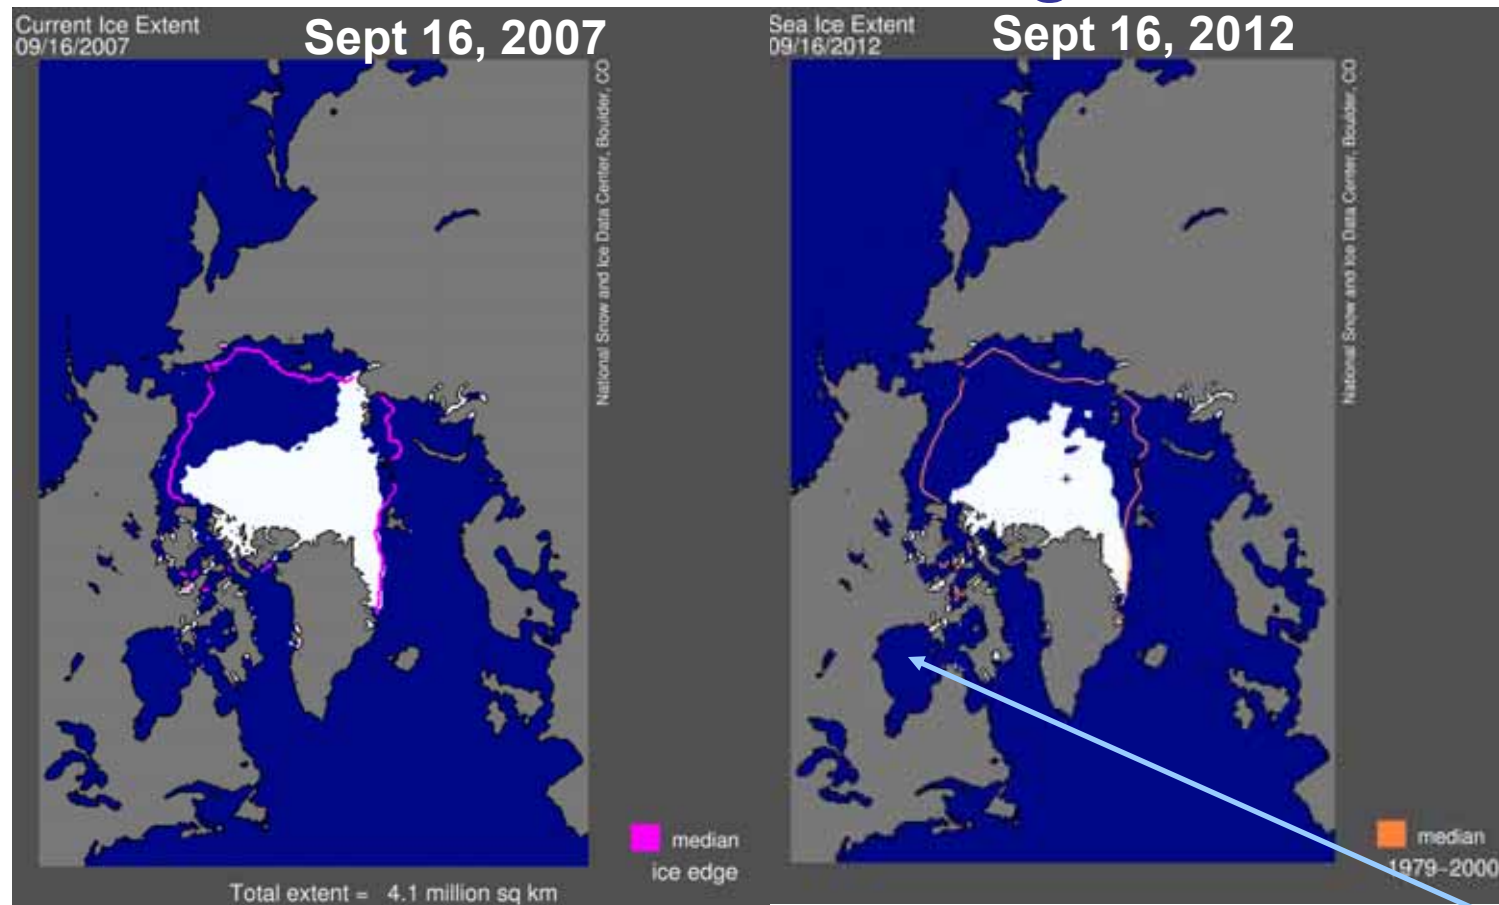 Current Ice Extent
09/16/2007
Sept 16, 2007
National Snow and Ice Data Center, Boulder, CO
median
ice edge
Total extent = 4.1 million sq km
Sea Ice Extent
09/16/2012
Sept 16, 2012
National Snow and Ice Data Center, Boulder, CO
median
1979-2000